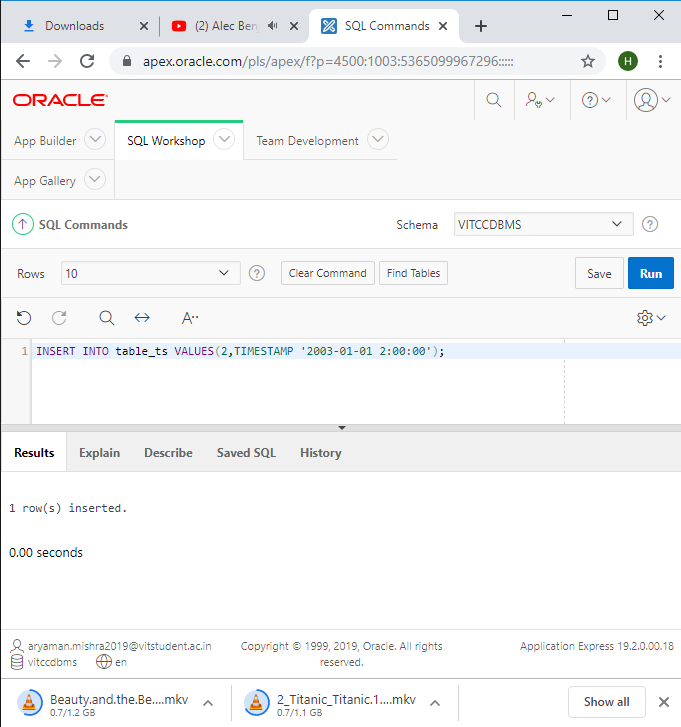 Downloads
(2) Alec Ben
SQL Commands
apex.oracle.com/pls/apex/f?p=4500:1003:5365099967296:::::
H
ORACLE
App Builder
SQL Workshop
Team Development
App Gallery
SQL Commands
Schema
VITCCDBMS
Rows
10
Clear Command
Find Tables
Save
Run
A
1 INSERT INTO table_ts VALUES(2,TIMESTAMP '2003-01-01 2:00:00');
Results
Explain
Describe
Saved SQL
History
1 row(s) inserted.
0.00 seconds
aryaman.mishra2019@vitstudent.ac.in
vitccdbms
en
Copyright © 1999, 2019, Oracle. All rights
reserved.
Application Express 19.2.0.00.18
Beauty.and.the.Be....mkv
0.7/1.2 GB
2_Titanic_Titanic.1....mkv
0.7/1.1 GB
Show all